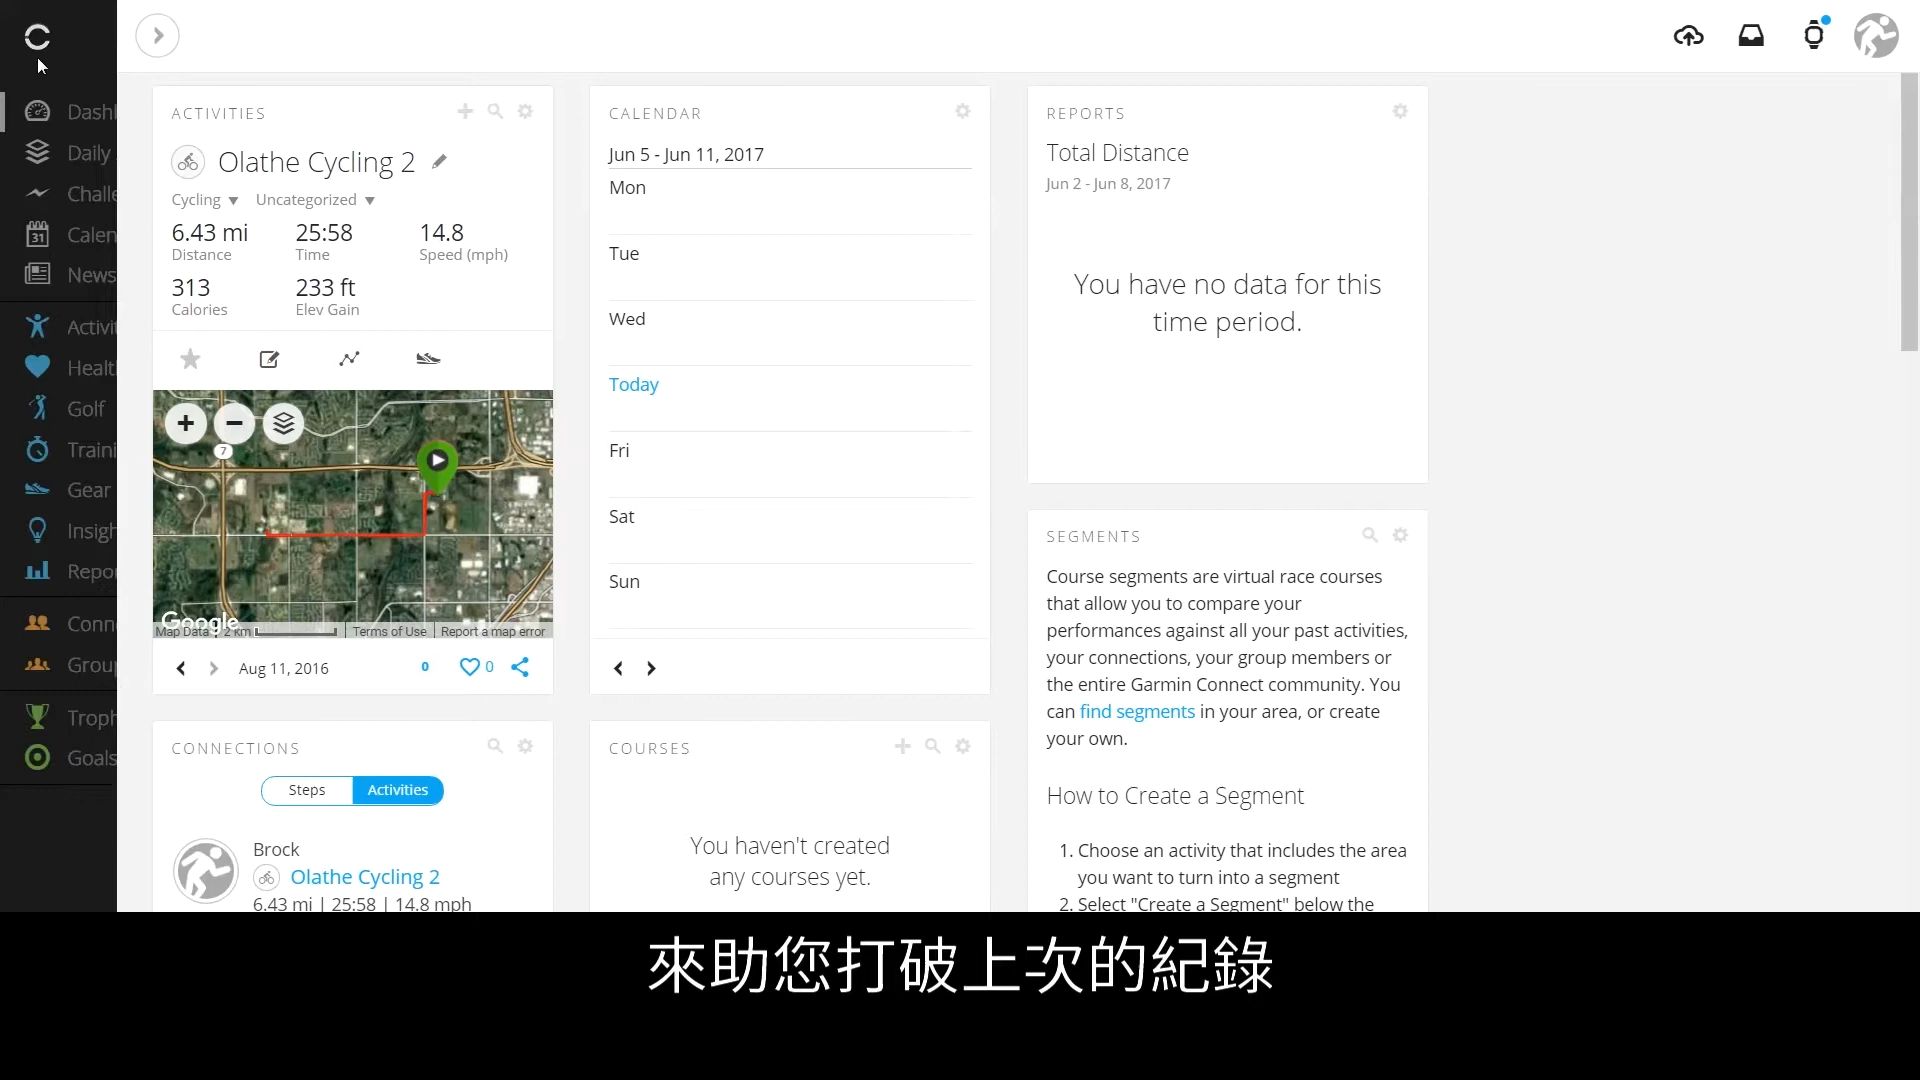 Dash
Daily
Challe
Calen
News
Activi
Healt
Golf
Traini
Gear
Insigh
Repo
Conn
Grou
Troph
Goals
ACTIVITIES
Olathe Cycling 2
Cycling Uncategorized
6.43 mi 25:58 14.8
Distance Time Speed (mph)
313 233 ft
Calories Elev Gain
7
Google
Map Data 2 km Terms of Use Report a map error
Aug 11, 2016 0 0
CONNECTIONS
Steps Activities
Brock
Olathe Cycling 2
6.43 mi | 25:58 | 14.8 mph
CALENDAR
Jun 5 - Jun 11, 2017
Mon
Tue
Wed
Today
Fri
Sat
Sun
COURSES
You haven't created
any courses yet.
REPORTS
Total Distance
Jun 2 - Jun 8, 2017
You have no data for this
time period.
SEGMENTS
Course segments are virtual race courses
that allow you to compare your
performances against all your past activities,
your connections, your group members or
the entire Garmin Connect community. You
can find segments in your area, or create
your own.
How to Create a Segment
1. Choose an activity that includes the area
you want to turn into a segment
2. Select "Create a Segment" below the
來助您打破上次的紀錄